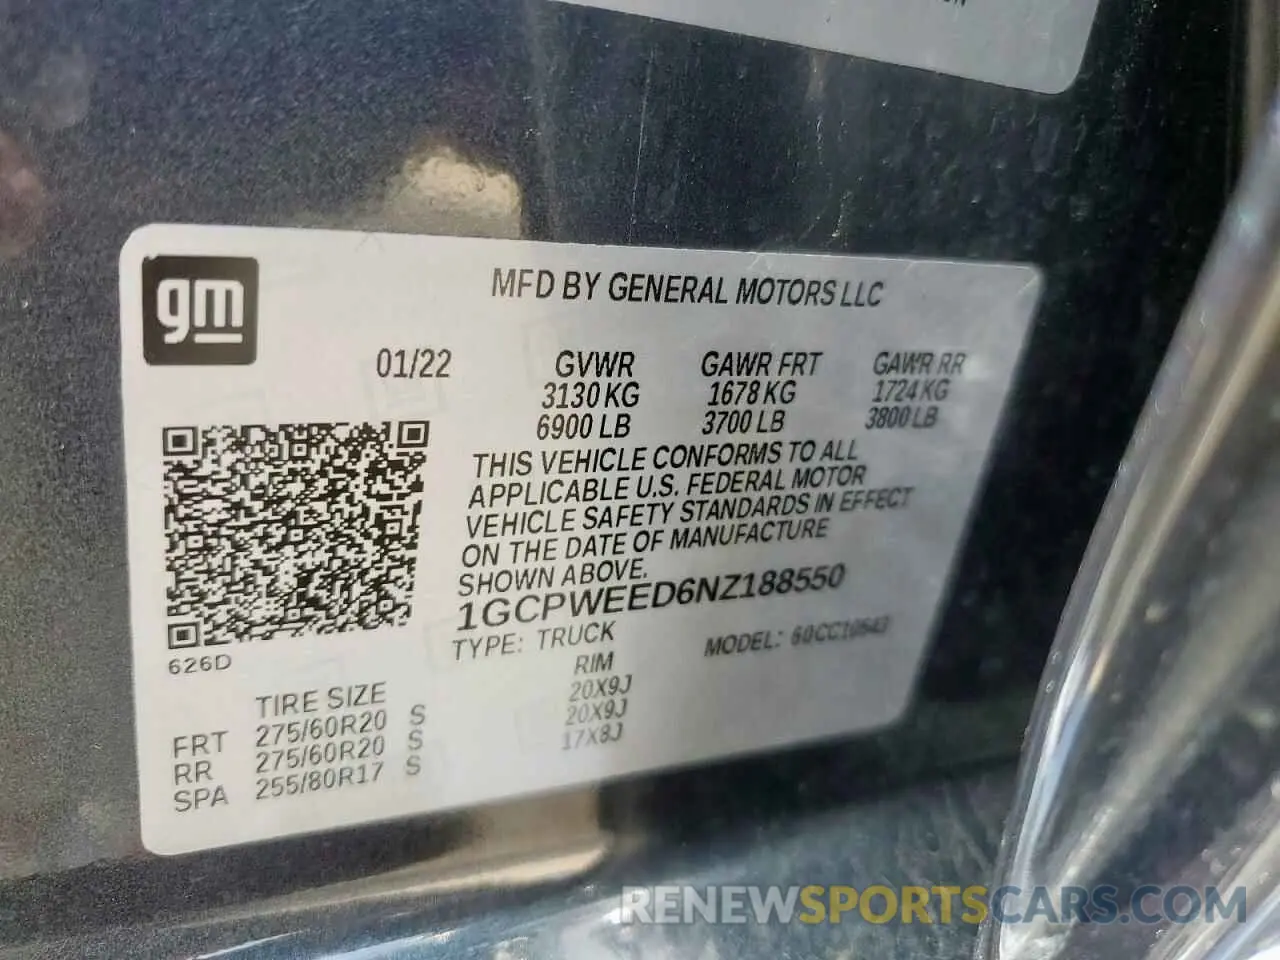 gm
MFD BY GENERAL MOTORS LLC
01/22 GVWR GAWR FRT GAWR RR
3130 KG 1678 KG 1724 KG
6900 LB 3700 LB 3800 LB
THIS VEHICLE CONFORMS TO ALL
APPLICABLE U.S. FEDERAL MOTOR
VEHICLE SAFETY STANDARDS IN EFFECT
ON THE DATE OF MANUFACTURE
SHOWN ABOVE.
1GCPWEED6NZ188550
TYPE: TRUCK MODEL:
626D
TIRE SIZE RIM
FRT 275/60R20 S 20X9J
RR 275/60R20 S 20X9J
SPA 255/80R17 S 17X8J
RENEWSPORTSCARS.COM